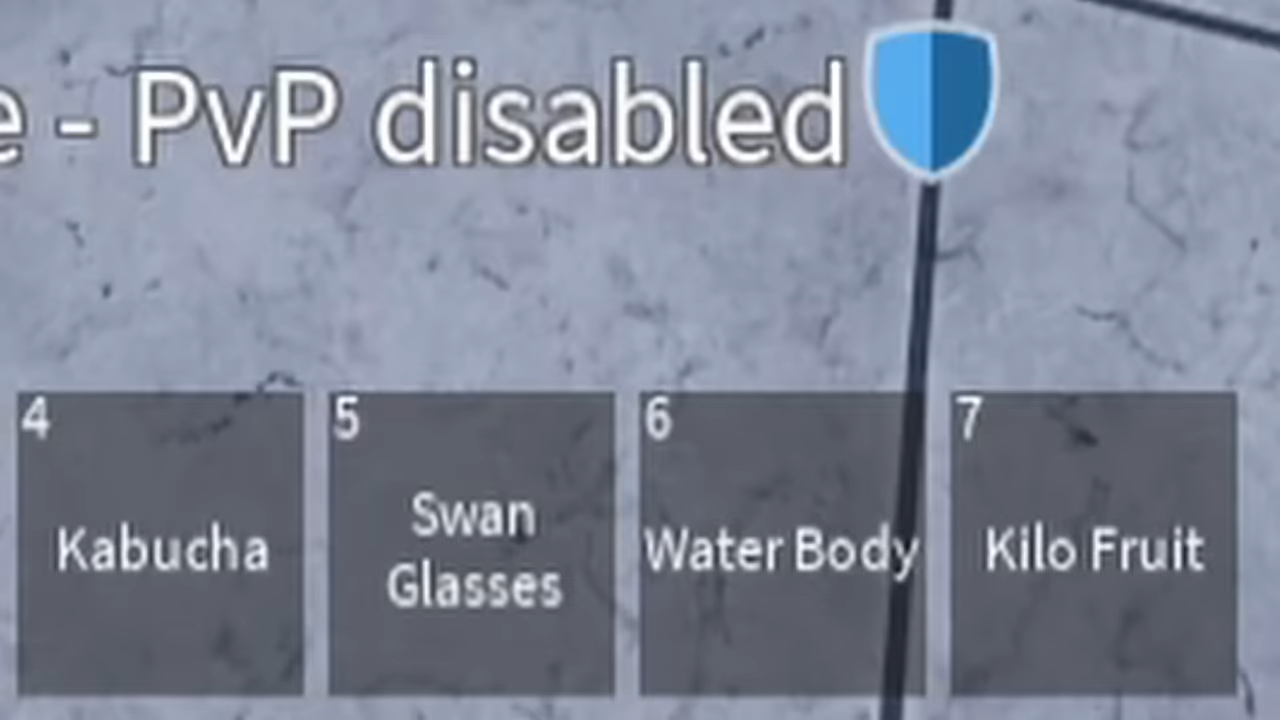 e - PvP disabled
4
Kabucha
5
Swan
Glasses
6
Water Body
7
Kilo Fruit